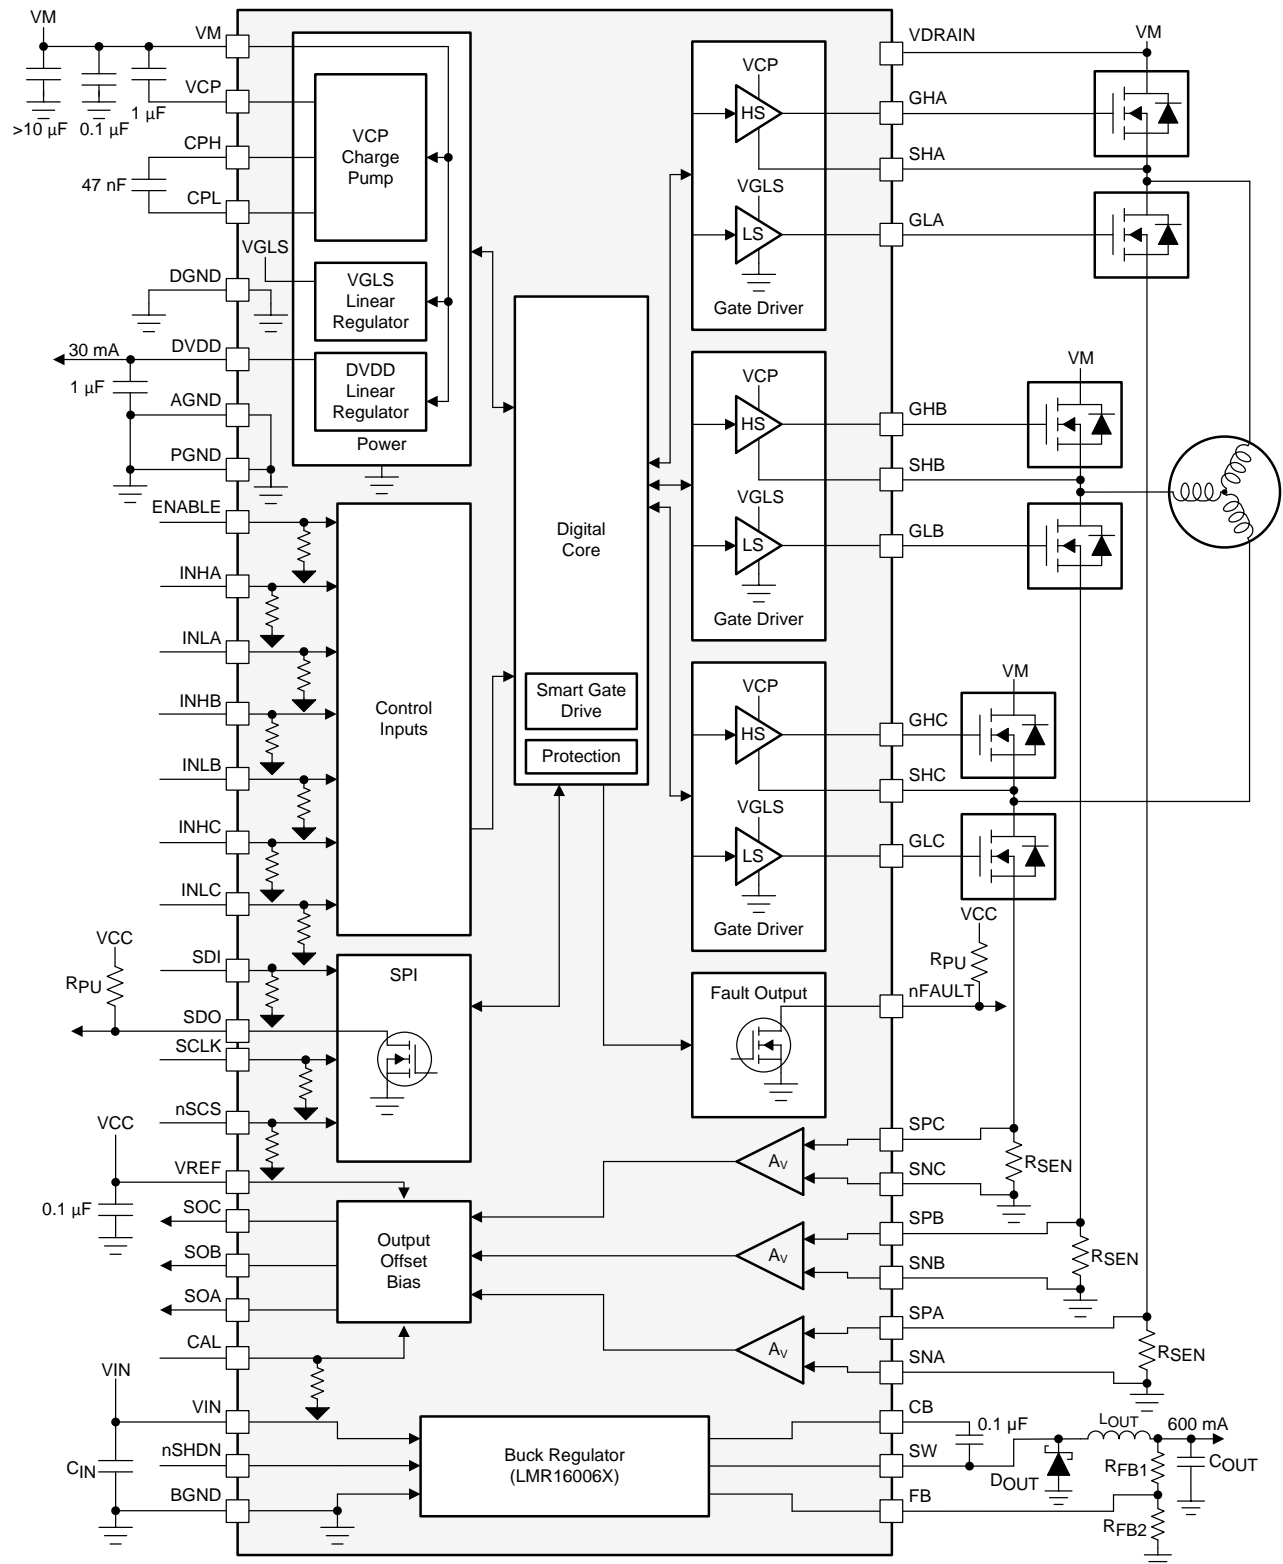 VM
VM
VCP
>10 µF
0.1 µF
1 µF
CPH
47 nF
CPL
VGLS
DGND
30 mA
DVDD
1 µF
AGND
PGND
VCP
Charge
Pump
VGLS
Linear
Regulator
DVDD
Linear
Regulator
Power
ENABLE
INHA
INLA
INHB
INLB
INHC
INLC
Control
Inputs
Digital
Core
Smart Gate
Drive
Protection
VCP
HS
VGLS
LS
Gate Driver
VCP
HS
VGLS
LS
Gate Driver
VCP
HS
VGLS
LS
Gate Driver
VDRAIN
VM
GHA
SHA
GLA
VM
GHB
SHB
GLB
VM
GHC
SHC
GLC
VCC
RPU
SDI
SDO
SCLK
nSCS
SPI
Fault Output
VCC
RPU
nFAULT
VCC
VREF
0.1 µF
SOC
SOB
SOA
CAL
Output
Offset
Bias
AV
AV
AV
SPC
SNC
RSEN
SPB
SNB
RSEN
SPA
SNA
RSEN
VIN
VIN
nSHDN
CIN
BGND
Buck Regulator
(LMR16006X)
CB
0.1 µF
SW
FB
LOUT
600 mA
DOUT
RFB1
COUT
RFB2